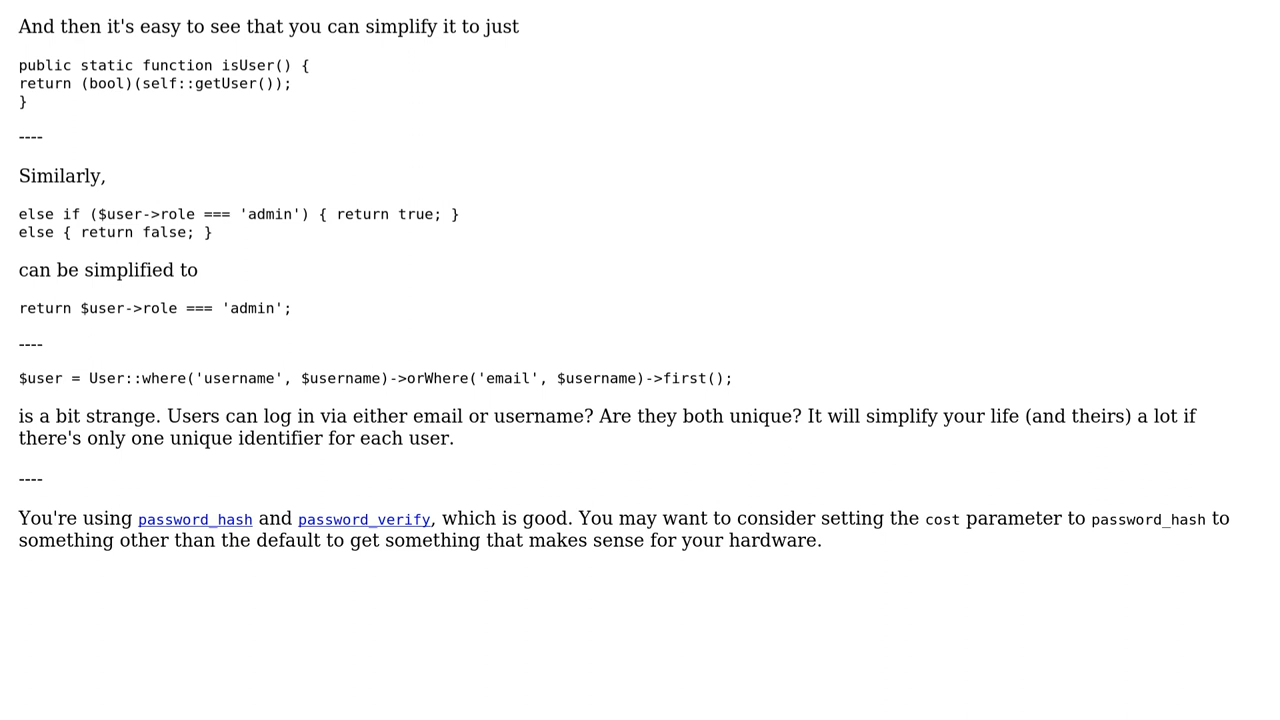 And then it's easy to see that you can simplify it to just
public static function isUser() {
return (bool)(self::getUser());
}
----
Similarly,
else if ($user->role === 'admin') { return true; }
else { return false; }
can be simplified to
return $user->role === 'admin';
----
$user = User::where('username', $username)->orWhere('email', $username)->first();
is a bit strange. Users can log in via either email or username? Are they both unique? It will simplify your life (and theirs) a lot if
there's only one unique identifier for each user.
----
You're using password_hash and password_verify, which is good. You may want to consider setting the cost parameter to password_hash to
something other than the default to get something that makes sense for your hardware.